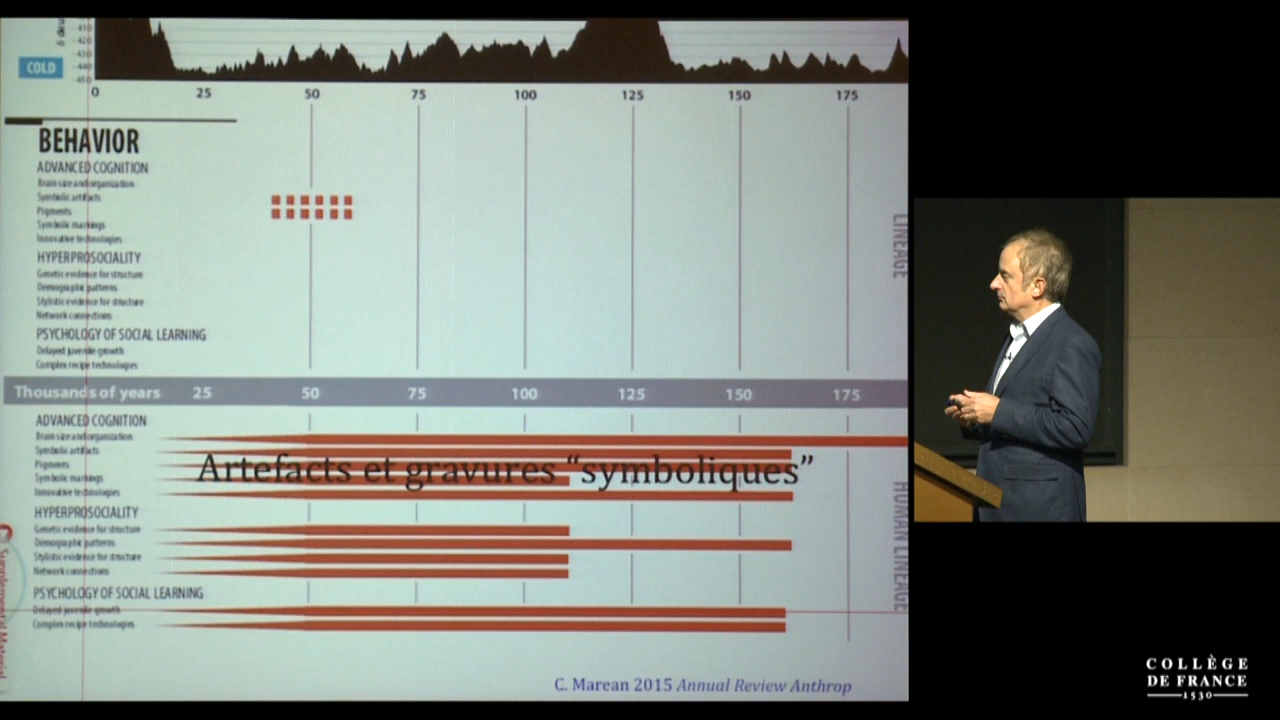 410
420
430
440
450
COLD
0 25 50 75 100 125 150 175
BEHAVIOR
ADVANCED COGNITION
Brain size and organization
Symbolic artifacts
Pigments
Symbolic markings
Innovative technologies
HYPERPROSOCIALITY
Genetic evidence for structure
Demographic patterns
Stylistic evidence for structure
Network connections
PSYCHOLOGY OF SOCIAL LEARNING
Delayed juvenile growth
Complex recipe technologies
LINEAGE
Thousands of years 25 50 75 100 125 150 175
ADVANCED COGNITION
Brain size and organization
Symbolic artifacts
Pigments
Symbolic markings
Innovative technologies
Artefacts et gravures “symboliques”
HYPERPROSOCIALITY
Genetic evidence for structure
Demographic patterns
Stylistic evidence for structure
Network connections
PSYCHOLOGY OF SOCIAL LEARNING
Delayed juvenile growth
Complex recipe technologies
HUMAN LINEAGE
Supplemental Material
C. Marean 2015 Annual Review Anthrop
COLLÈGE
DE FRANCE
1530